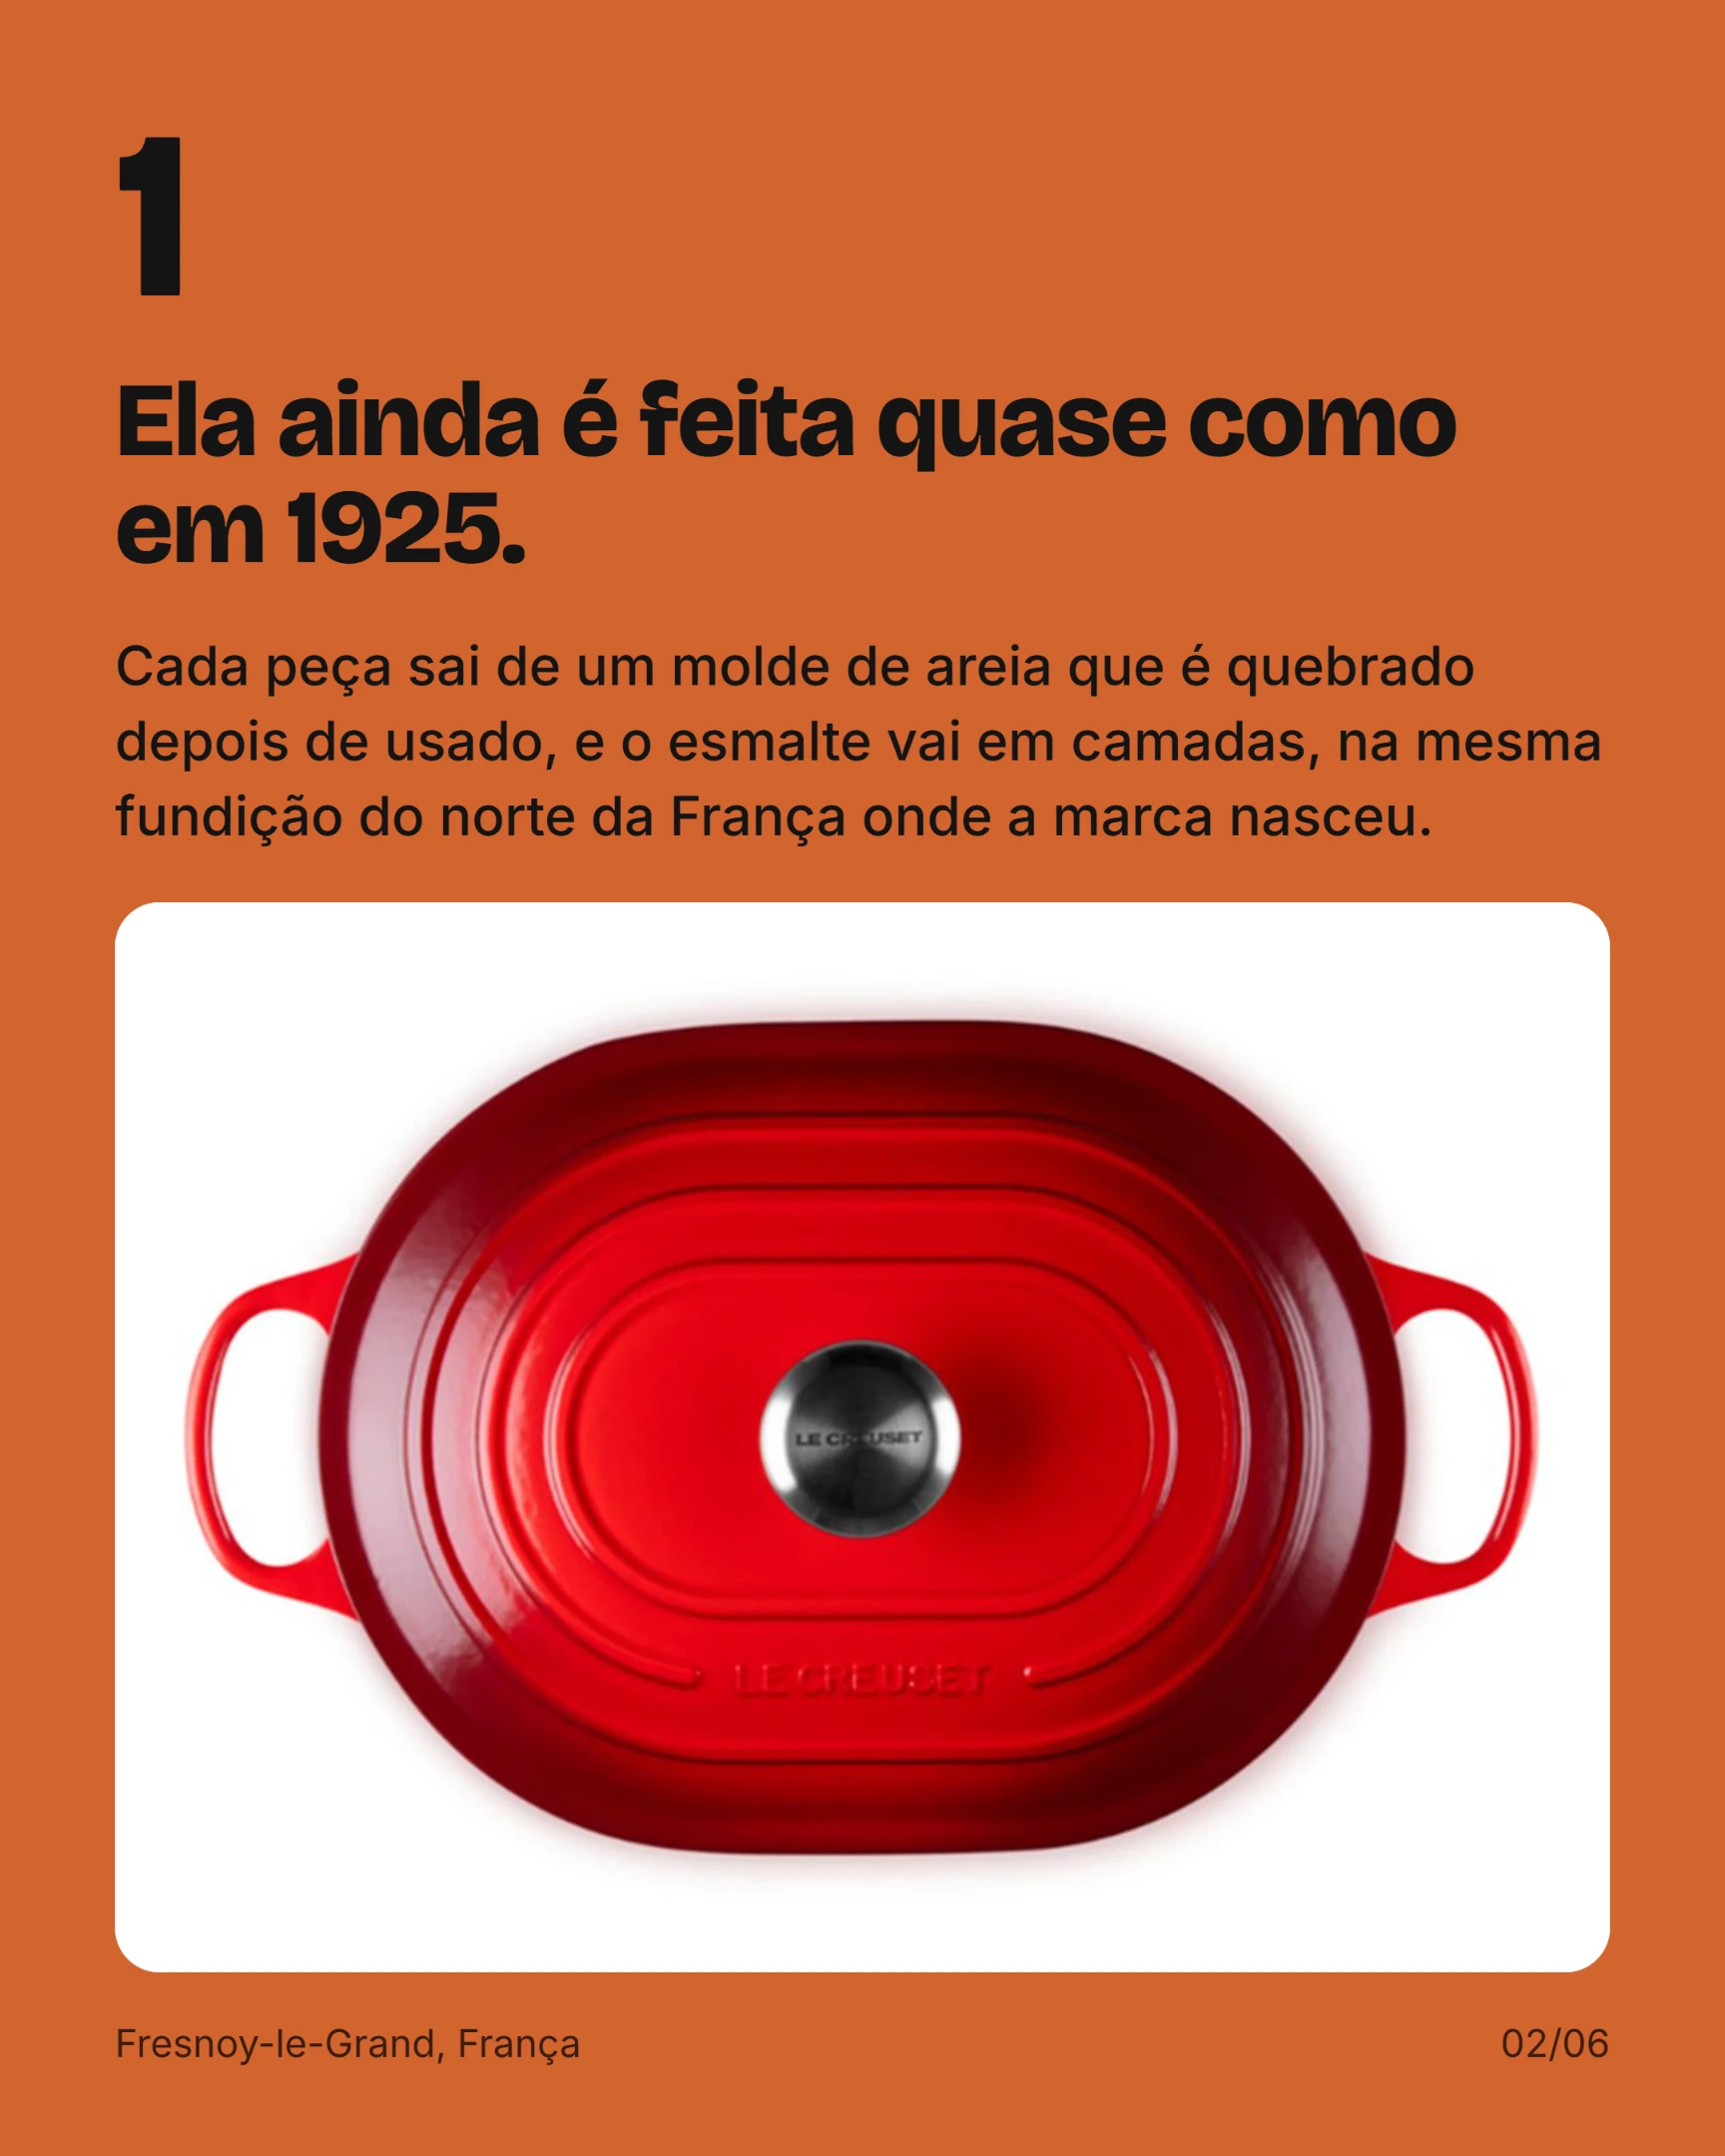 1
Ela ainda é feita quase como
em 1925.
Cada peça sai de um molde de areia que é quebrado
depois de usado, e o esmalte vai em camadas, na mesma
fundição do norte da França onde a marca nasceu.
LE CREUSET
LE CREUSET
Fresnoy-le-Grand, França
02/06